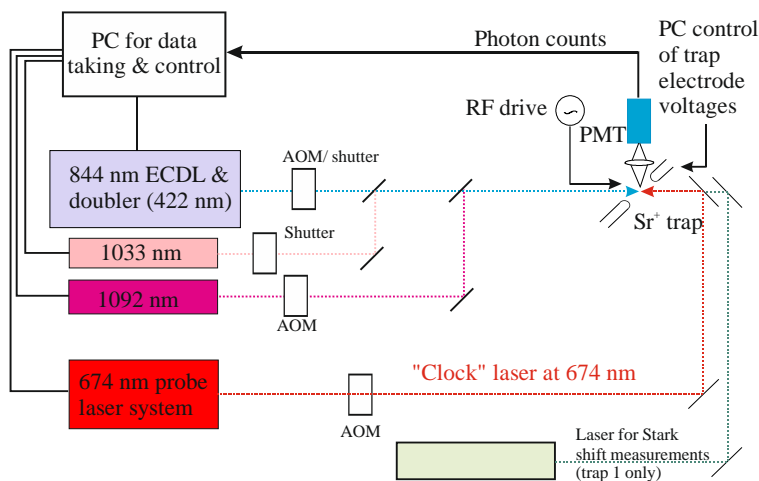 PC for data
taking & control
Photon counts
PC control
of trap
electrode
voltages
RF drive
PMT
844 nm ECDL &
doubler (422 nm)
AOM/ shutter
Sr⁺ trap
1033 nm
Shutter
1092 nm
AOM
674 nm probe
laser system
"Clock" laser at 674 nm
AOM
Laser for Stark
shift measurements
(trap 1 only)